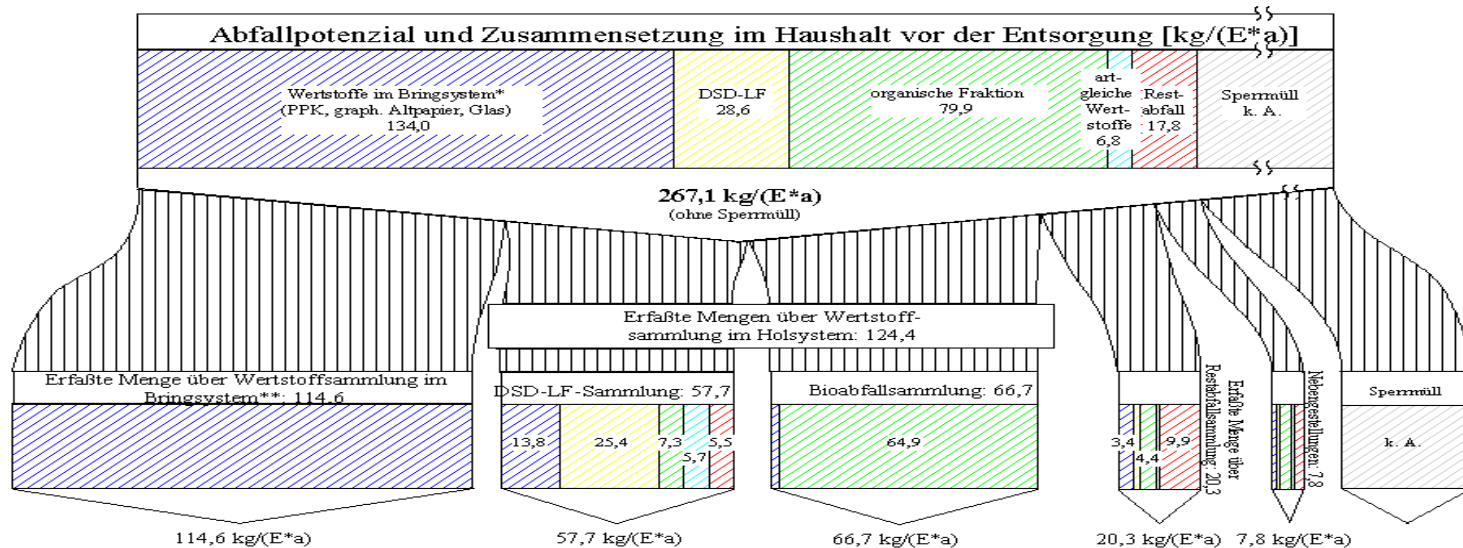 Abfallpotenzial und Zusammensetzung im Haushalt vor der Entsorgung [kg/(E*a)]
Wertstoffe im Bringsystem*
(PPK, graph. Altpapier, Glas)
134,0
DSD-LF
28,6
organische Fraktion
79,9
art-
gleiche
Wert-
stoffe
6,8
Rest-
abfall
17,8
Sperrmüll
k. A.
267,1 kg/(E*a)
(ohne Sperrmüll)
Erfaßte Mengen über Wertstoff-
sammlung im Holsystem: 124,4
Erfaßte Menge über Wertstoffsammlung im
Bringsystem**: 114,6
DSD-LF-Sammlung: 57,7
Bioabfallsammlung: 66,7
Erfaßte Menge über
Restabfallsammlung: 20,3
Nebengestellungen: 7,8
Sperrmüll
13,8
25,4
7,3
5,7
5,5
64,9
3,4
4,4
9,9
k. A.
114,6 kg/(E*a)
57,7 kg/(E*a)
66,7 kg/(E*a)
20,3 kg/(E*a)
7,8 kg/(E*a)